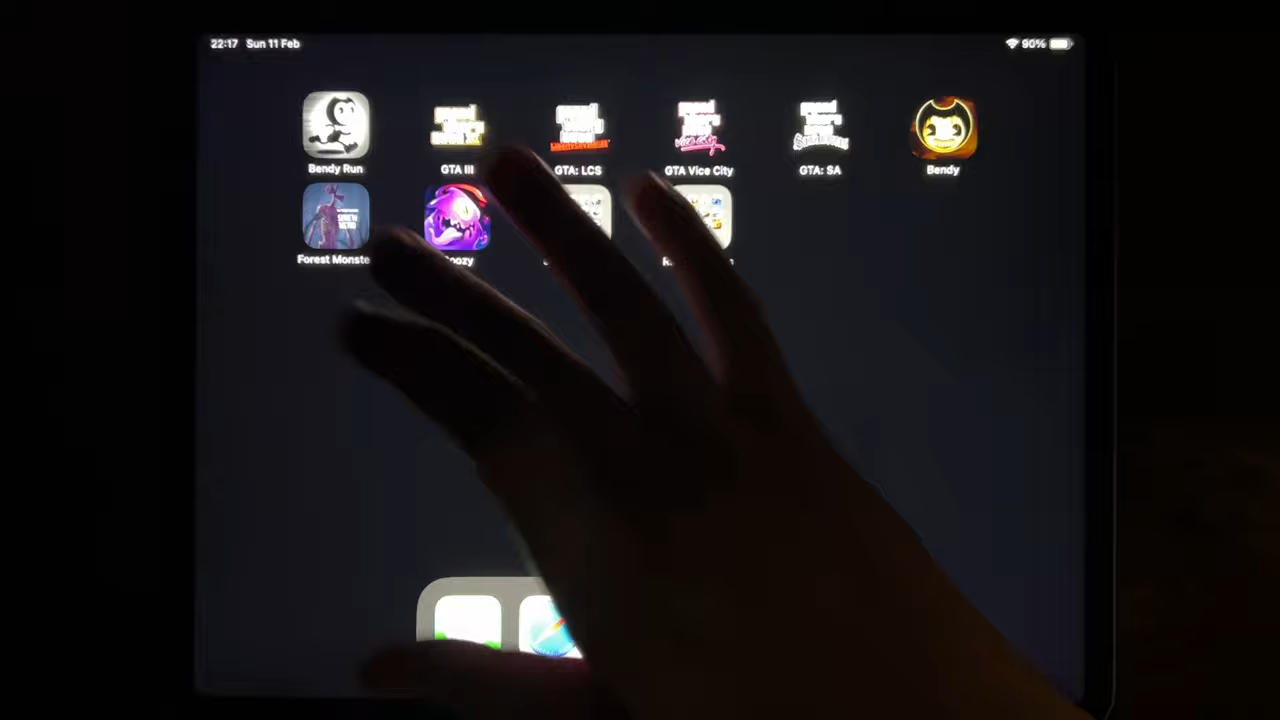 22:17 Sun 11 Feb
90%
Bendy Run
GTA III
GTA: LCS
GTA Vice City
GTA: SA
Bendy
Forest Monste
oozy